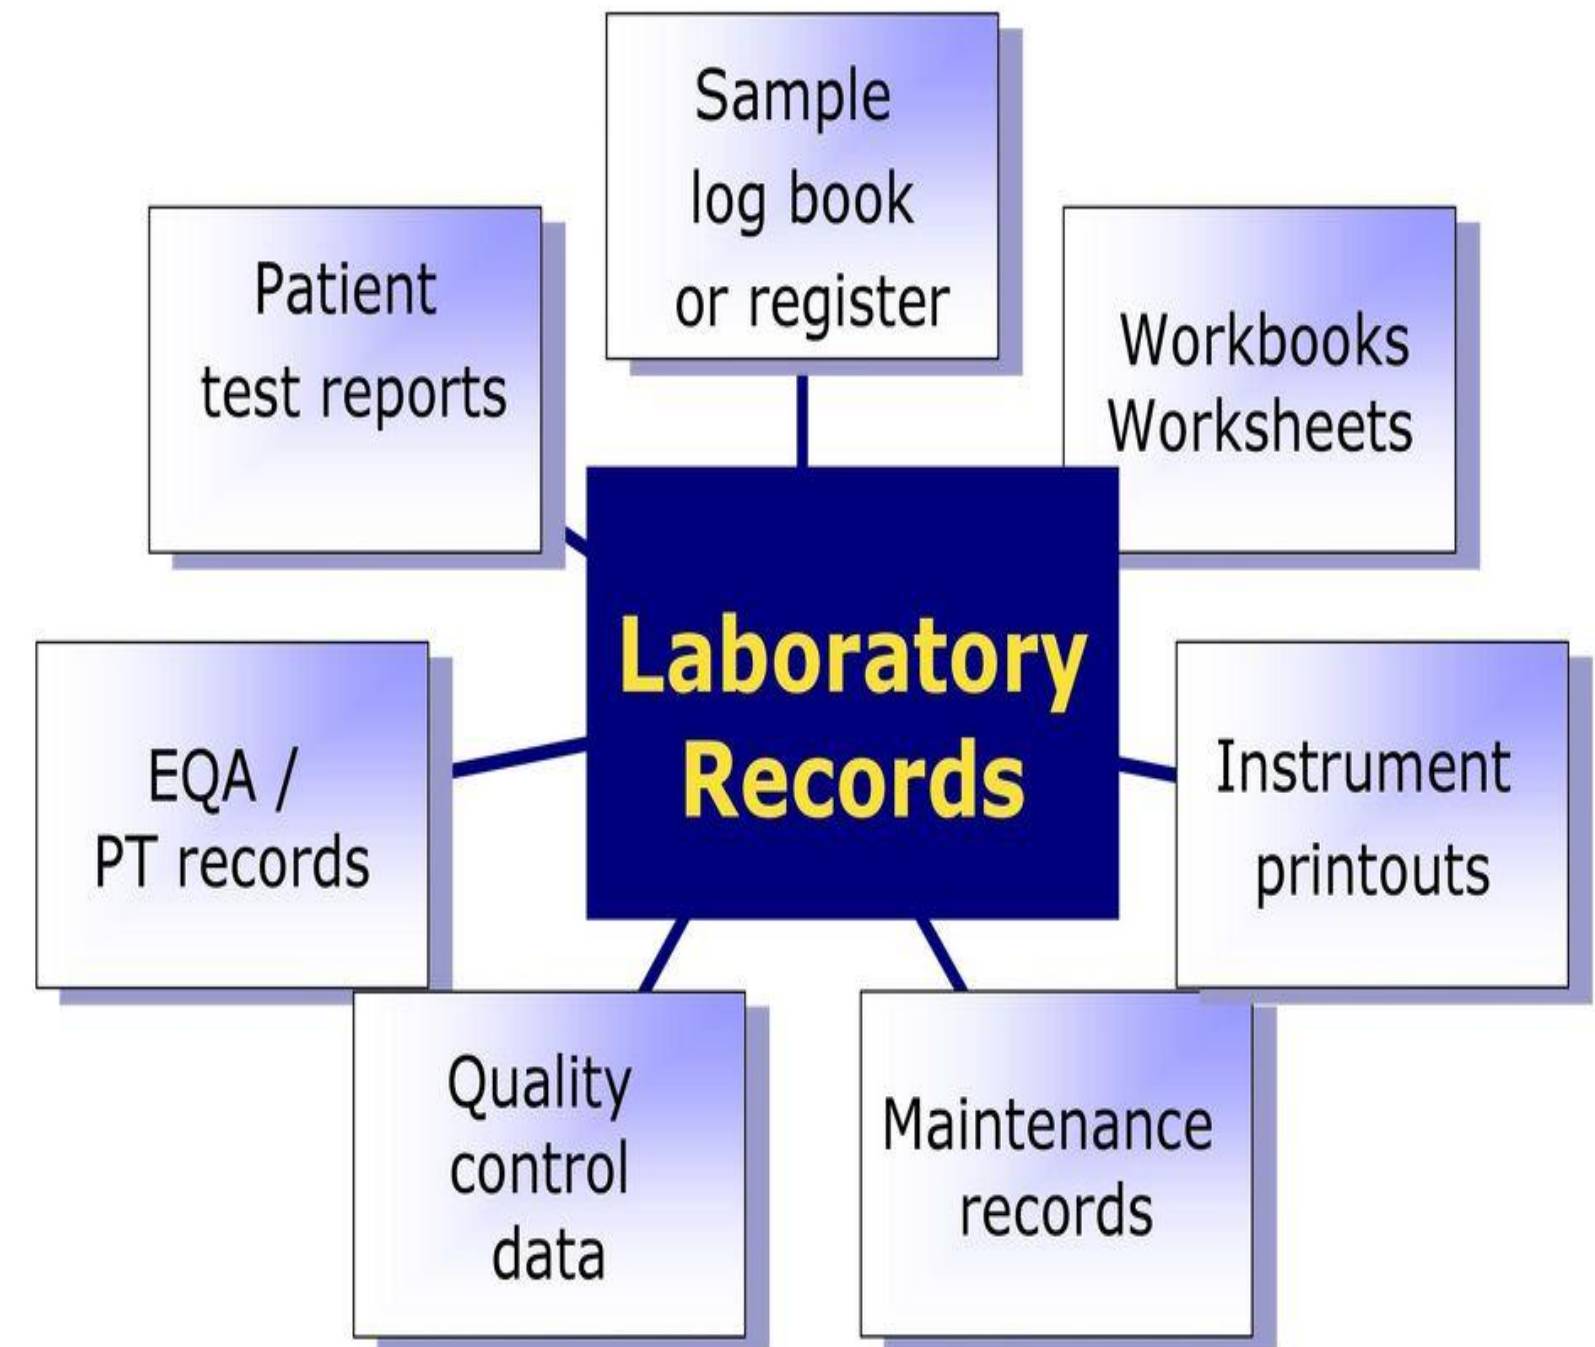 Sample
log book
or register
Patient
test reports
Workbooks
Worksheets
Laboratory
Records
EQA /
PT records
Instrument
printouts
Quality
control
data
Maintenance
records